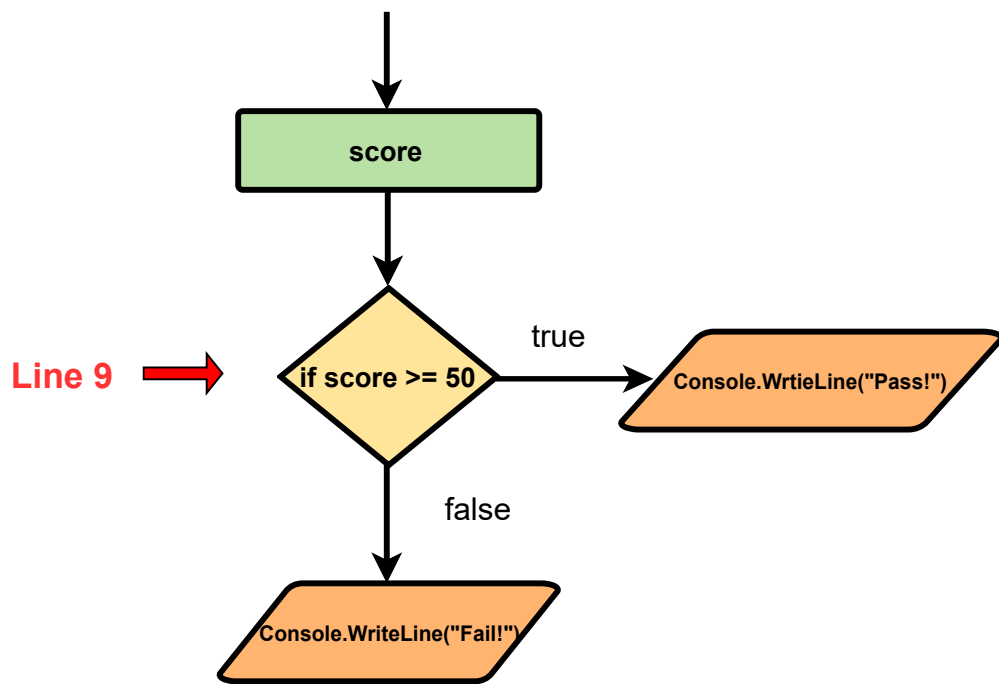 score
true
Line 9
if score >= 50
Console.WrtieLine("Pass!")
false
Console.WriteLine("Fail!")